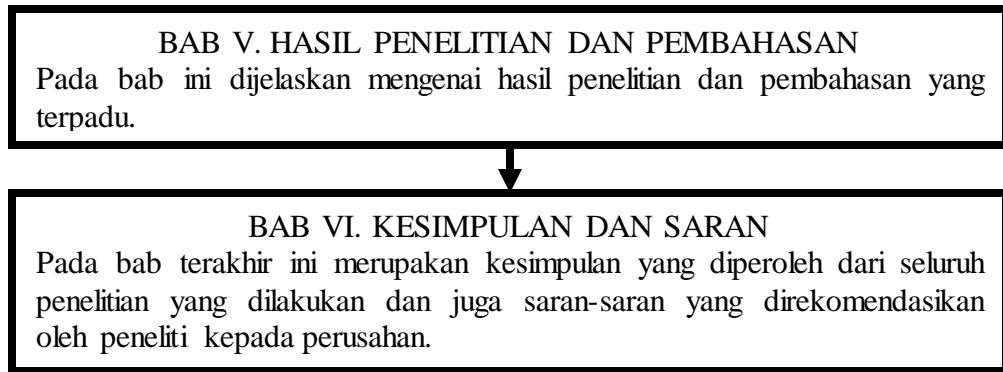 BAB V. HASIL PENELITIAN DAN PEMBAHASAN
Pada bab ini dijelaskan mengenai hasil penelitian dan pembahasan yang
terpadu.
BAB VI. KESIMPULAN DAN SARAN
Pada bab terakhir ini merupakan kesimpulan yang diperoleh dari seluruh
penelitian yang dilakukan dan juga saran-saran yang direkomendasikan
oleh peneliti kepada perusahan.